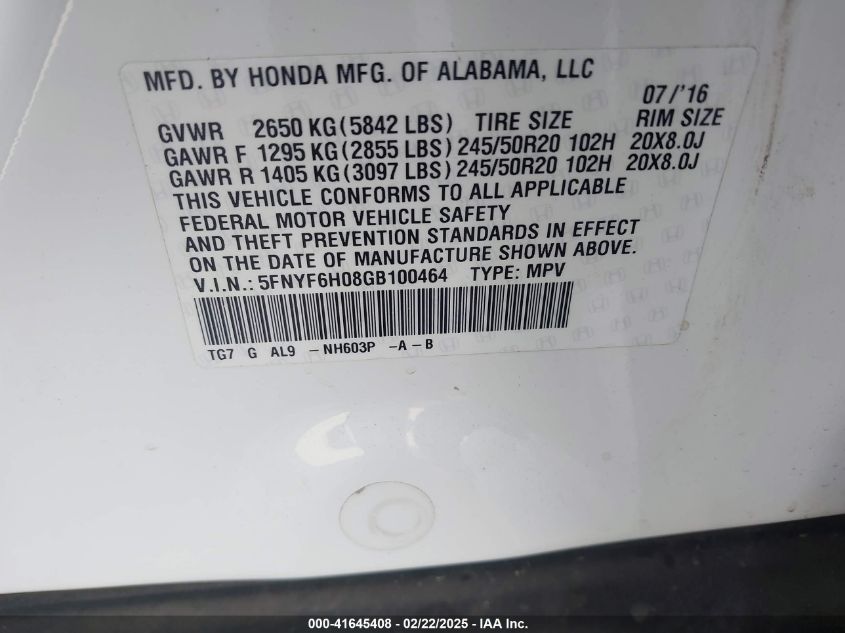 MFD. BY HONDA MFG. OF ALABAMA, LLC
07/'16
GVWR 2650 KG(5842 LBS) TIRE SIZE RIM SIZE
GAWR F 1295 KG(2855 LBS) 245/50R20 102H 20X8.0J
GAWR R 1405 KG(3097 LBS) 245/50R20 102H 20X8.0J
THIS VEHICLE CONFORMS TO ALL APPLICABLE
FEDERAL MOTOR VEHICLE SAFETY
AND THEFT PREVENTION STANDARDS IN EFFECT
ON THE DATE OF MANUFACTURE SHOWN ABOVE.
V.I.N.: 5FNYF6H08GB100464 TYPE: MPV
TG7 G AL9 -NH603P -A-B
000-41645408 - 02/22/2025 - IAA Inc.